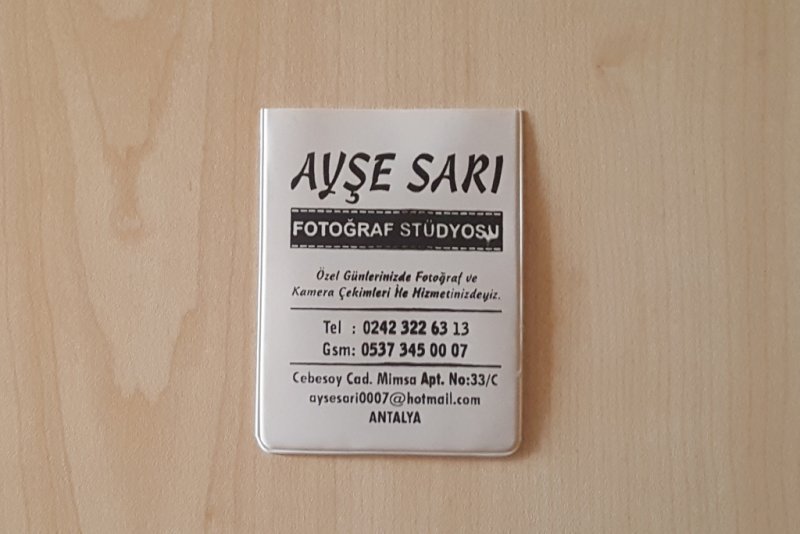 AYŞE SARI
FOTOĞRAF STÜDYOSU
Özel Günlerinizde Fotoğraf ve
Kamera Çekimleri İle Hizmetinizdeyiz.
Tel : 0242 322 63 13
Gsm: 0537 345 00 07
Cebesoy Cad. Mimsa Apt. No:33/C
aysesari0007@hotmail.com
ANTALYA